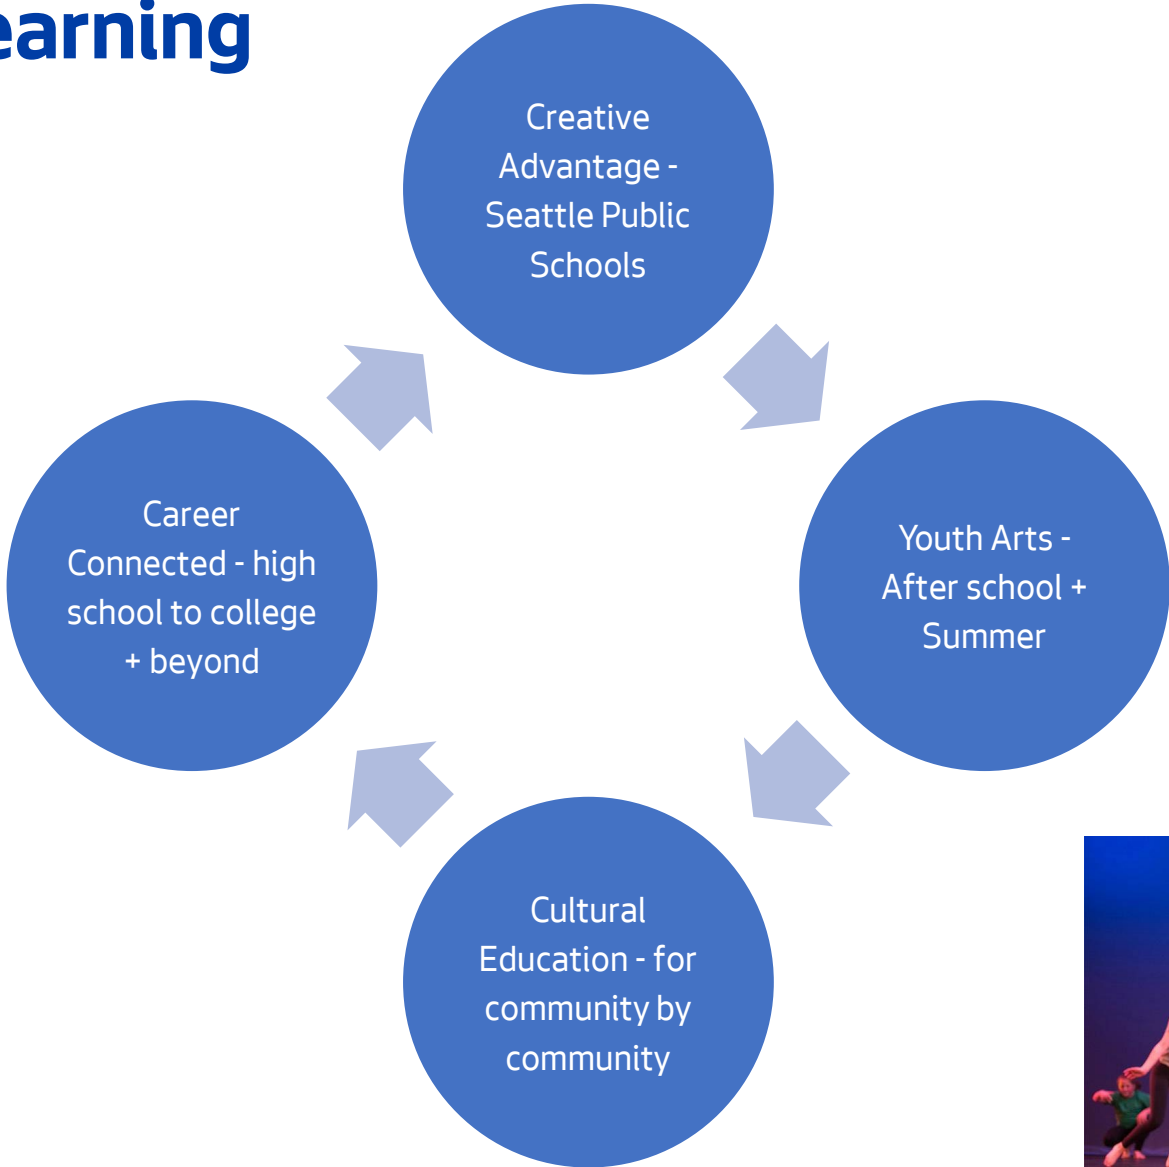 earning
Creative
Advantage -
Seattle Public
Schools
Youth Arts -
After school +
Summer
Cultural
Education - for
community by
community
Career
Connected - high
school to college
+ beyond